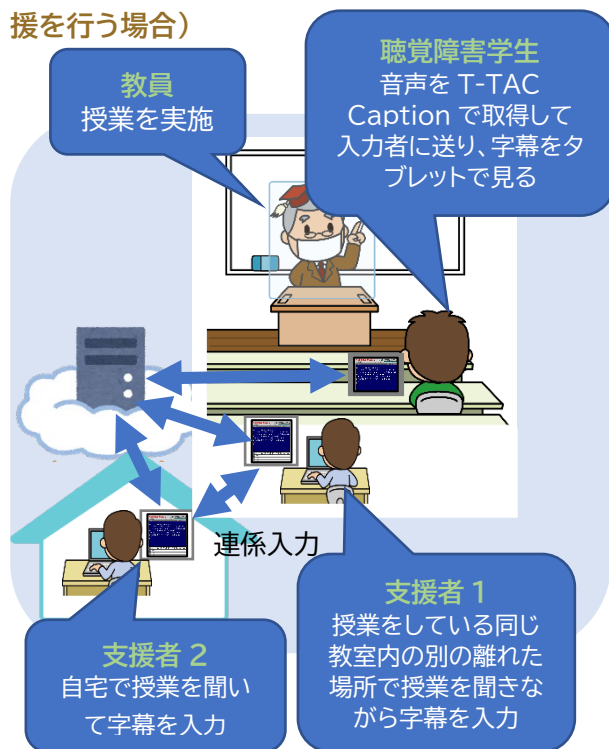 援を行う場合）
教員
授業を実施
聴覚障害学生
音声を T-TAC
Caption で取得して
入力者に送り、字幕をタ
ブレットで見る
連係入力
支援者 2
自宅で授業を聞い
て字幕を入力
支援者 1
授業をしている同じ
教室内の別の離れた
場所で授業を聞きな
がら字幕を入力